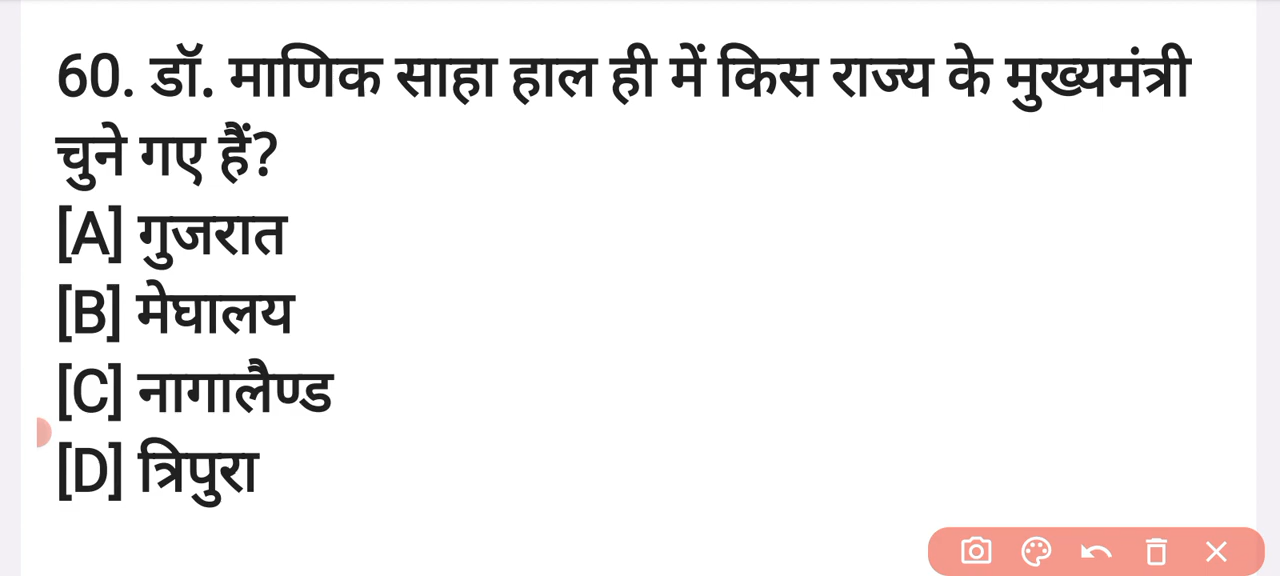 60. डॉ. माणिक साहा हाल ही में किस राज्य के मुख्यमंत्री
चुने गए हैं?
[A] गुजरात
[B] मेघालय
[C] नागालैण्ड
[D] त्रिपुरा